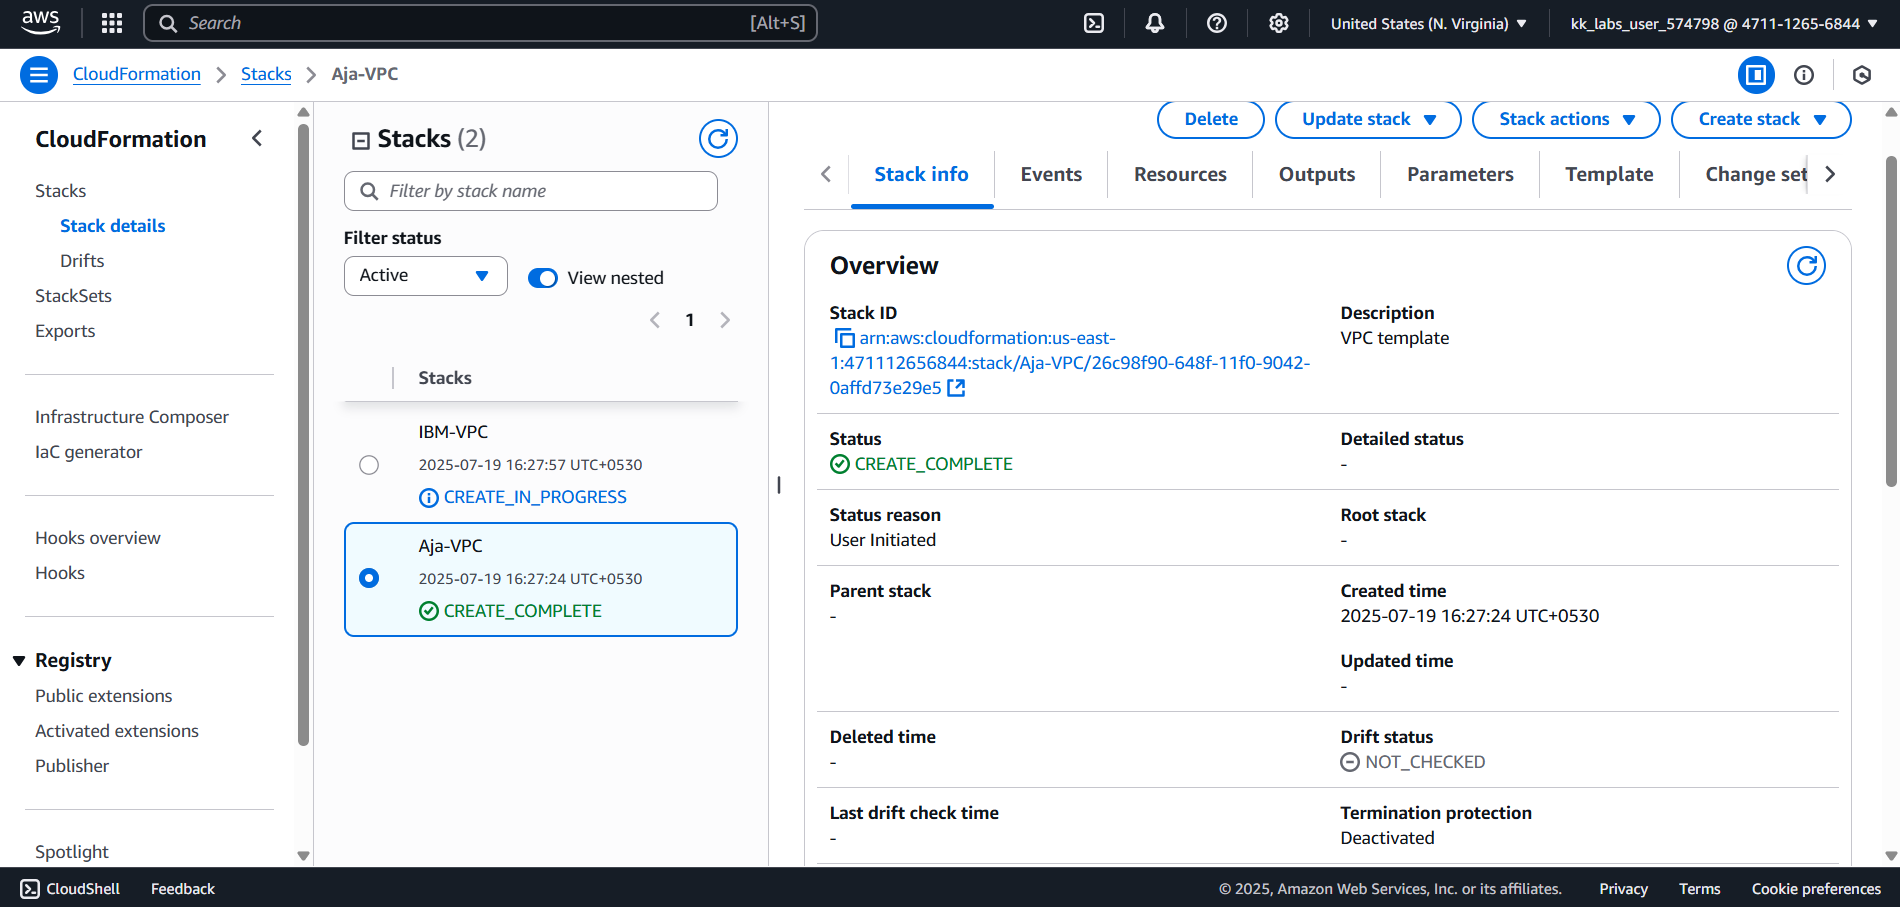 aws
Search
[Alt+S]
United States (N. Virginia)
kk_labs_user_574798 @ 4711-1265-6844
CloudFormation
Stacks
Aja-VPC
CloudFormation
Stacks
Stack details
Drifts
StackSets
Exports
Infrastructure Composer
IaC generator
Hooks overview
Hooks
Registry
Public extensions
Activated extensions
Publisher
Spotlight
Stacks (2)
Filter by stack name
Filter status
Active
View nested
1
Stacks
IBM-VPC
2025-07-19 16:27:57 UTC+0530
CREATE_IN_PROGRESS
Aja-VPC
2025-07-19 16:27:24 UTC+0530
CREATE_COMPLETE
Delete
Update stack
Stack actions
Create stack
Stack info
Events
Resources
Outputs
Parameters
Template
Change set
Overview
Stack ID
arn:aws:cloudformation:us-east-
1:471112656844:stack/Aja-VPC/26c98f90-648f-11f0-9042-
0affd73e29e5
Description
VPC template
Status
CREATE_COMPLETE
Detailed status
-
Status reason
User Initiated
Root stack
-
Parent stack
-
Created time
2025-07-19 16:27:24 UTC+0530
Updated time
-
Deleted time
-
Drift status
NOT_CHECKED
Last drift check time
-
Termination protection
Deactivated
CloudShell
Feedback
© 2025, Amazon Web Services, Inc. or its affiliates.
Privacy
Terms
Cookie preferences